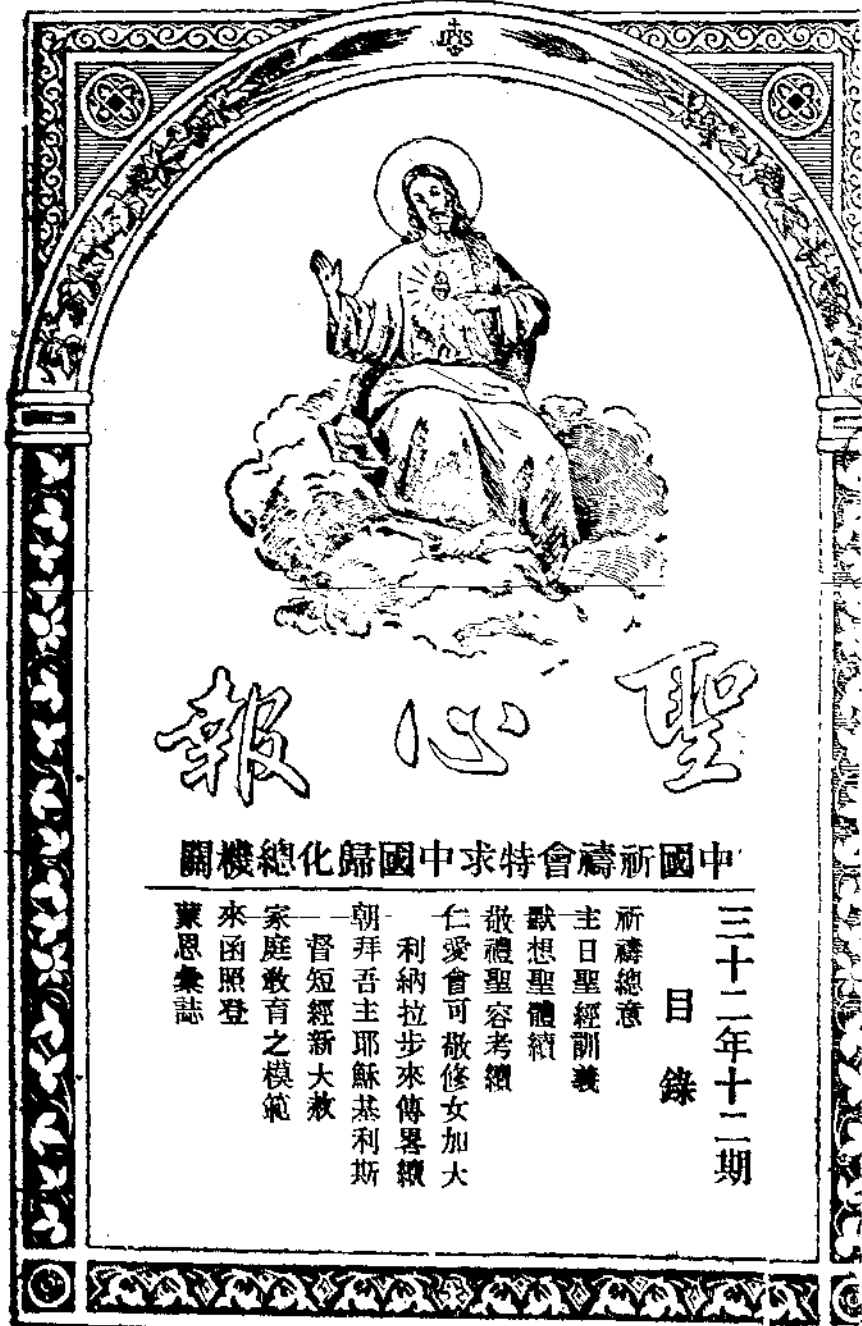 IHS
聖心報
中國祈禱會特求中國歸化總機關
三十二年十二期
目錄
祈禱總意
主日聖經訓義
默想聖體續
敬禮聖容考續
仁愛會可敬修女加大
利納拉步來傳畧續
朝拜吾主耶穌基利斯
督短經新大赦
家庭教育之模範
來函照登
蒙恩彙誌